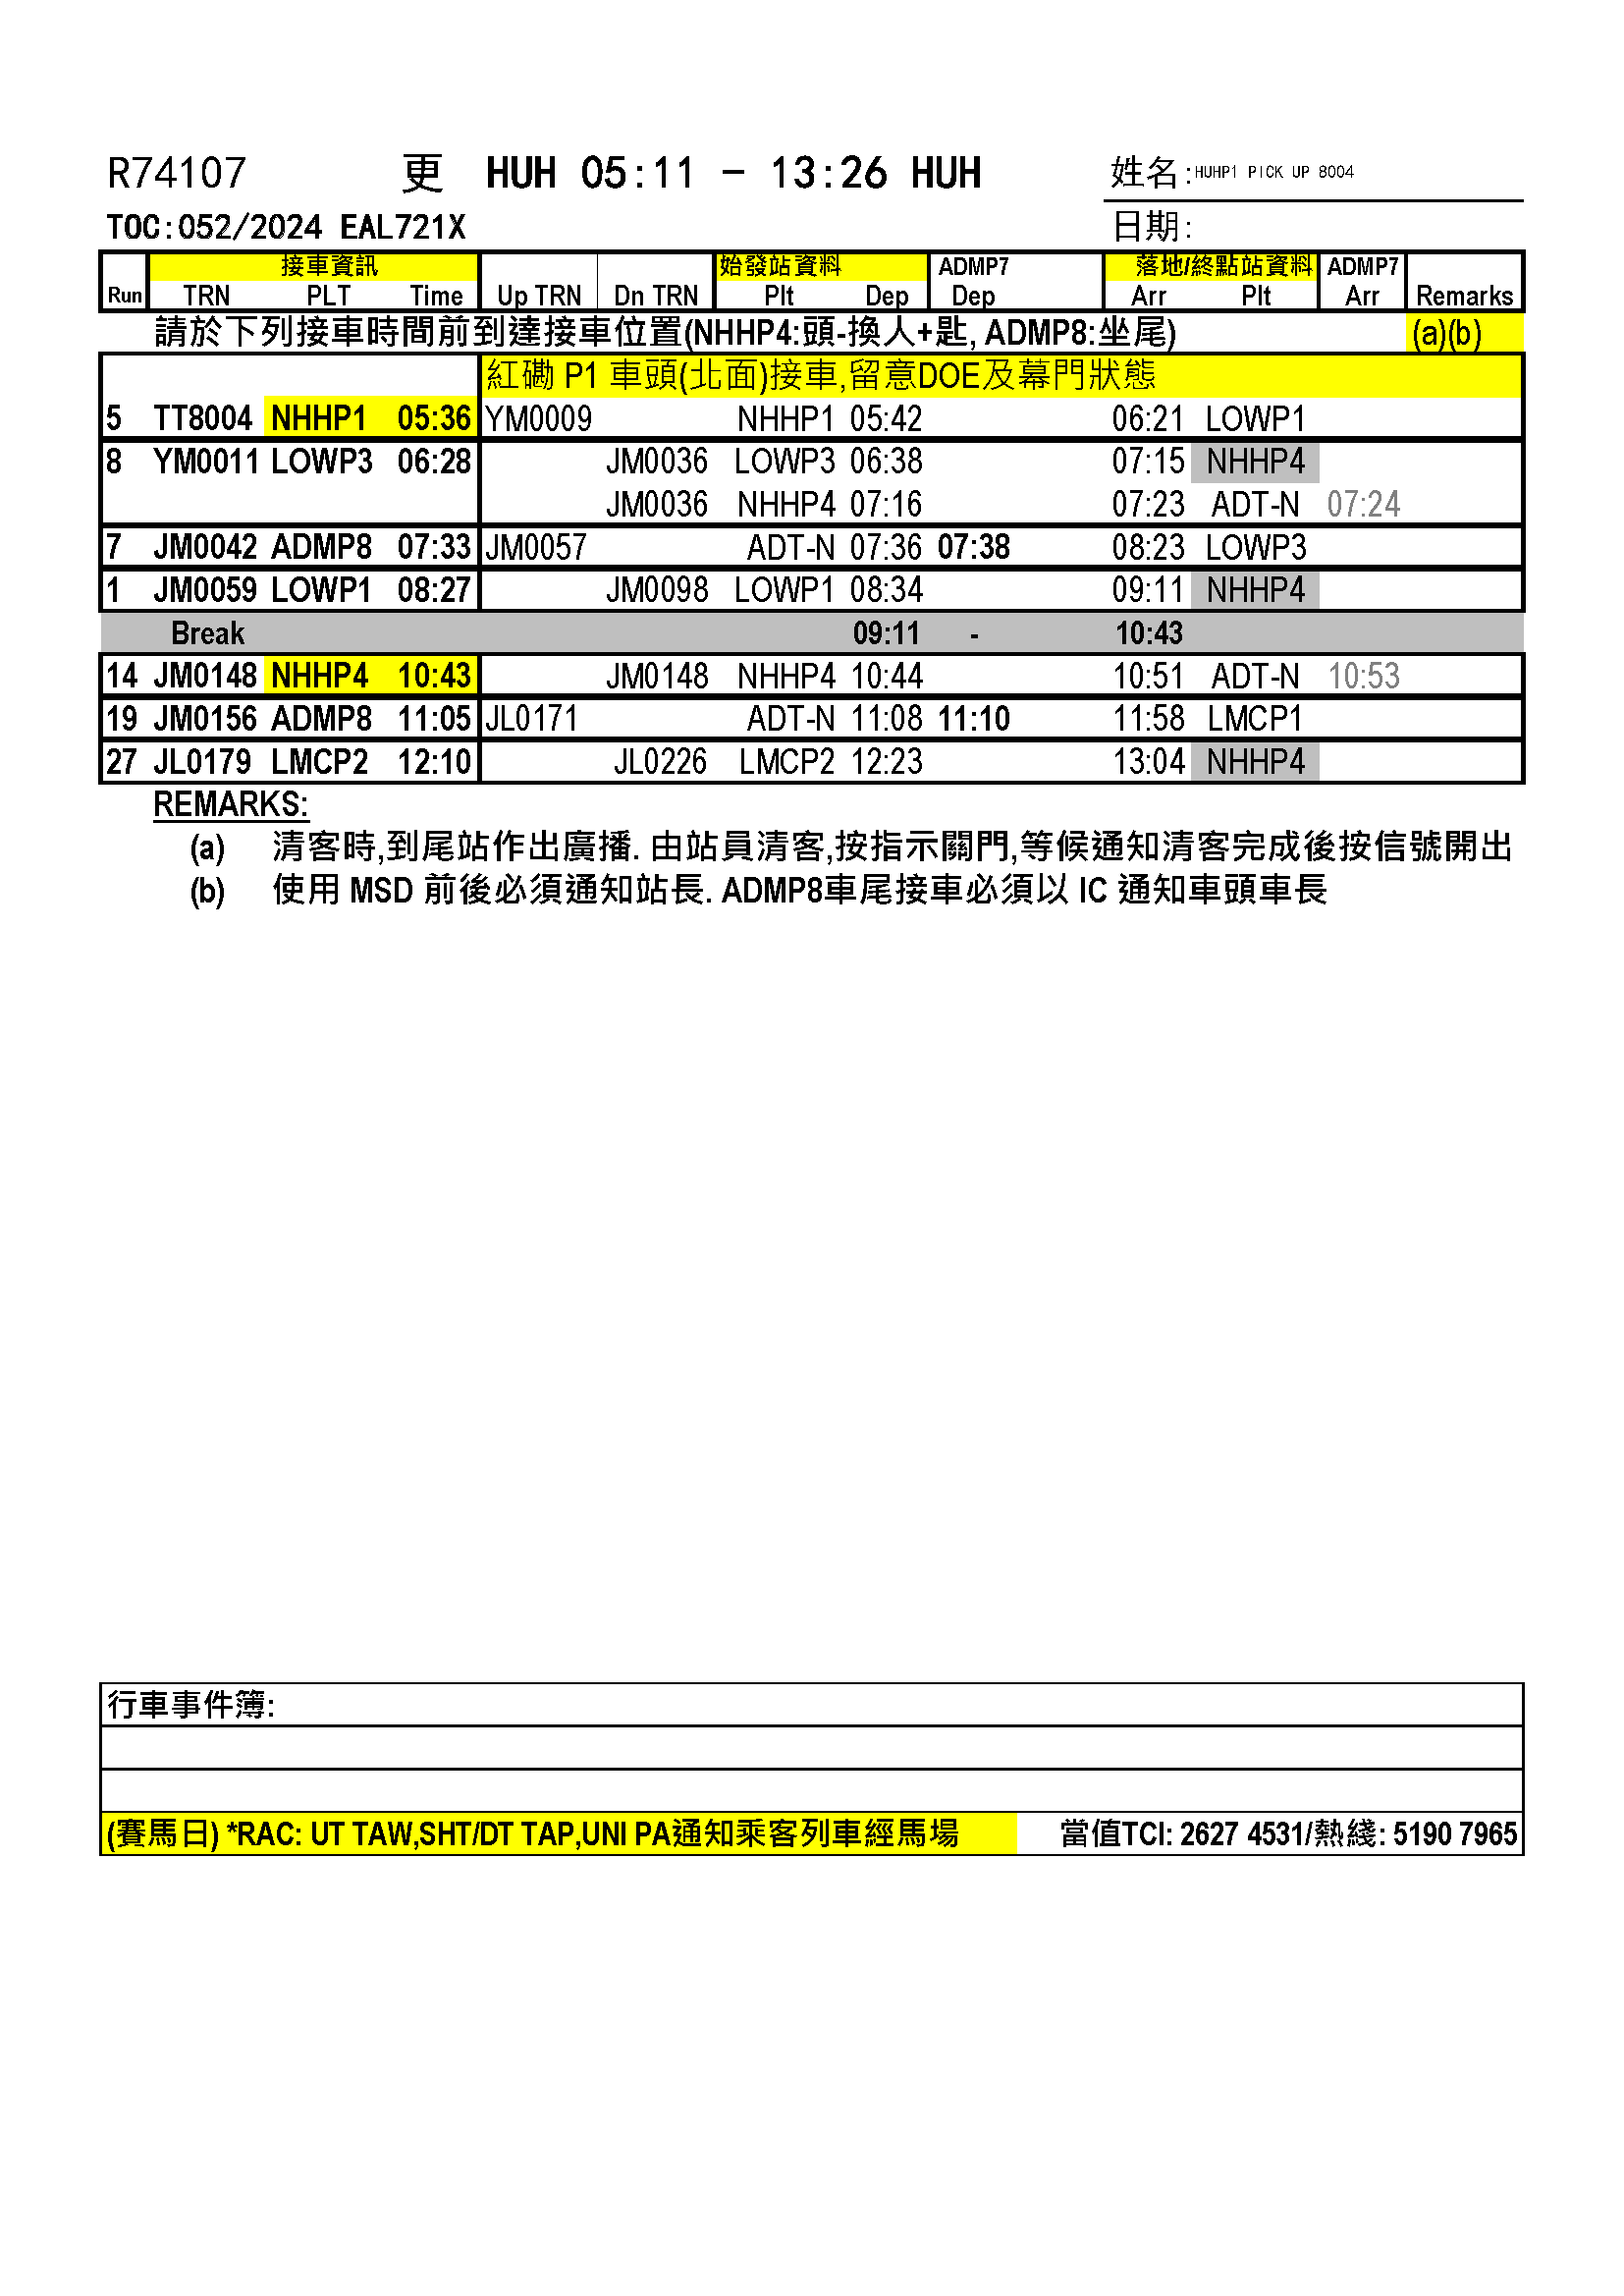 R74107 更 HUH 05:11 - 13:26 HUH 姓名:HUHP1 PICK UP 8004
TOC:052/2024 EAL721X 日期:
接車資訊 始發站資料 ADMP7 落地/終點站資料 ADMP7
Run TRN PLT Time Up TRN Dn TRN Plt Dep Dep Arr Plt Arr Remarks
請於下列接車時間前到達接車位置(NHHP4:頭-換人+匙, ADMP8:坐尾) (a)(b)
紅磡 P1 車頭(北面)接車,留意DOE及幕門狀態
5 TT8004 NHHP1 05:36 YM0009 NHHP1 05:42 06:21 LOWP1
8 YM0011 LOWP3 06:28 JM0036 LOWP3 06:38 07:15 NHHP4
JM0036 NHHP4 07:16 07:23 ADT-N 07:24
7 JM0042 ADMP8 07:33 JM0057 ADT-N 07:36 07:38 08:23 LOWP3
1 JM0059 LOWP1 08:27 JM0098 LOWP1 08:34 09:11 NHHP4
Break 09:11 - 10:43
14 JM0148 NHHP4 10:43 JM0148 NHHP4 10:44 10:51 ADT-N 10:53
19 JM0156 ADMP8 11:05 JL0171 ADT-N 11:08 11:10 11:58 LMCP1
27 JL0179 LMCP2 12:10 JL0226 LMCP2 12:23 13:04 NHHP4
REMARKS:
(a) 清客時,到尾站作出廣播. 由站員清客,按指示關門,等候通知清客完成後按信號開出
(b) 使用 MSD 前後必須通知站長. ADMP8車尾接車必須以 IC 通知車頭車長
行車事件簿:
(賽馬日) *RAC: UT TAW,SHT/DT TAP,UNI PA通知乘客列車經馬場 當值TCI: 2627 4531/熱綫: 5190 7965